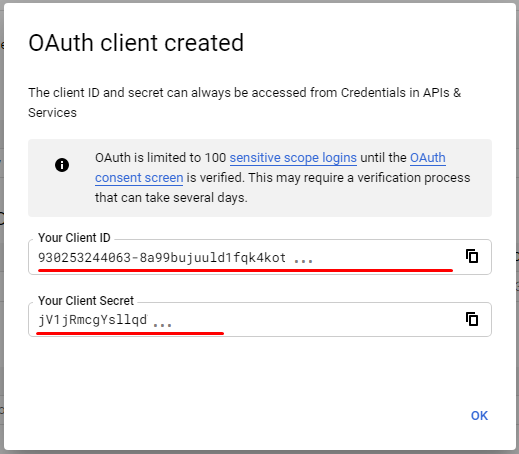 OAuth client created
The client ID and secret can always be accessed from Credentials in APIs &
Services
OAuth is limited to 100 sensitive scope logins until the OAuth
consent screen is verified. This may require a verification process
that can take several days.
Your Client ID
930253244063-8a99bujuuld1fqk4kot ...
Your Client Secret
jV1jRmcgYsllqd ...
OK